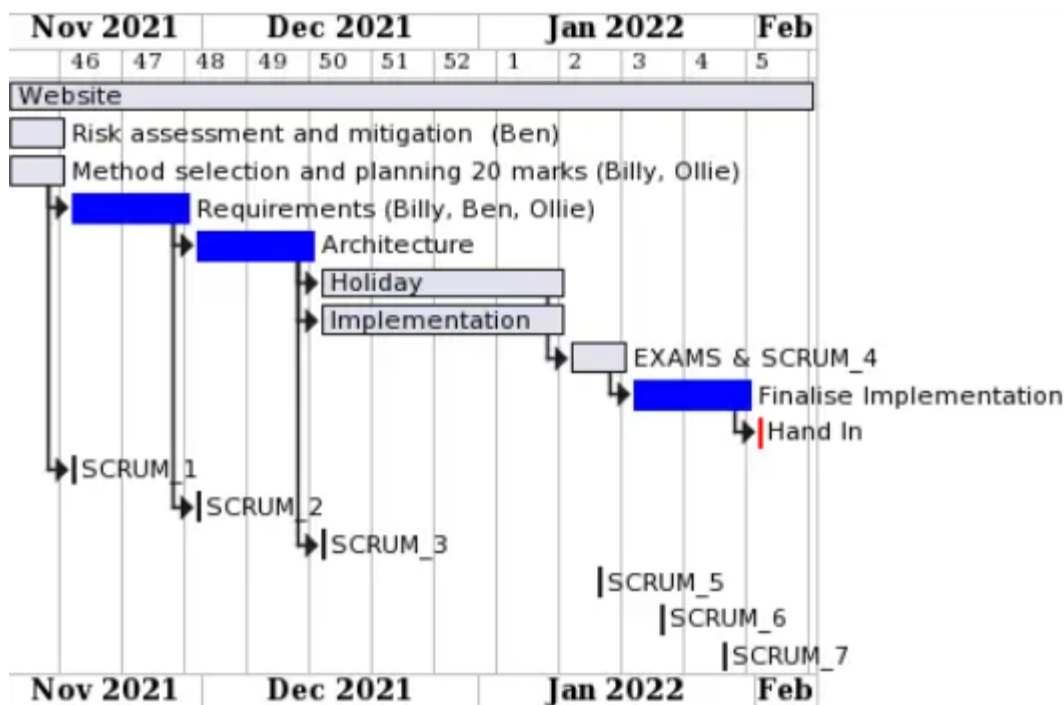 Nov 2021 Dec 2021 Jan 2022 Feb
46 47 48 49 50 51 52 1 2 3 4 5
Website
Risk assessment and mitigation (Ben)
Method selection and planning 20 marks (Billy, Ollie)
Requirements (Billy, Ben, Ollie)
Architecture
Holiday
Implementation
EXAMS & SCRUM_4
Finalise Implementation
Hand In
SCRUM_1
SCRUM_2
SCRUM_3
SCRUM_5
SCRUM_6
SCRUM_7
Nov 2021 Dec 2021 Jan 2022 Feb